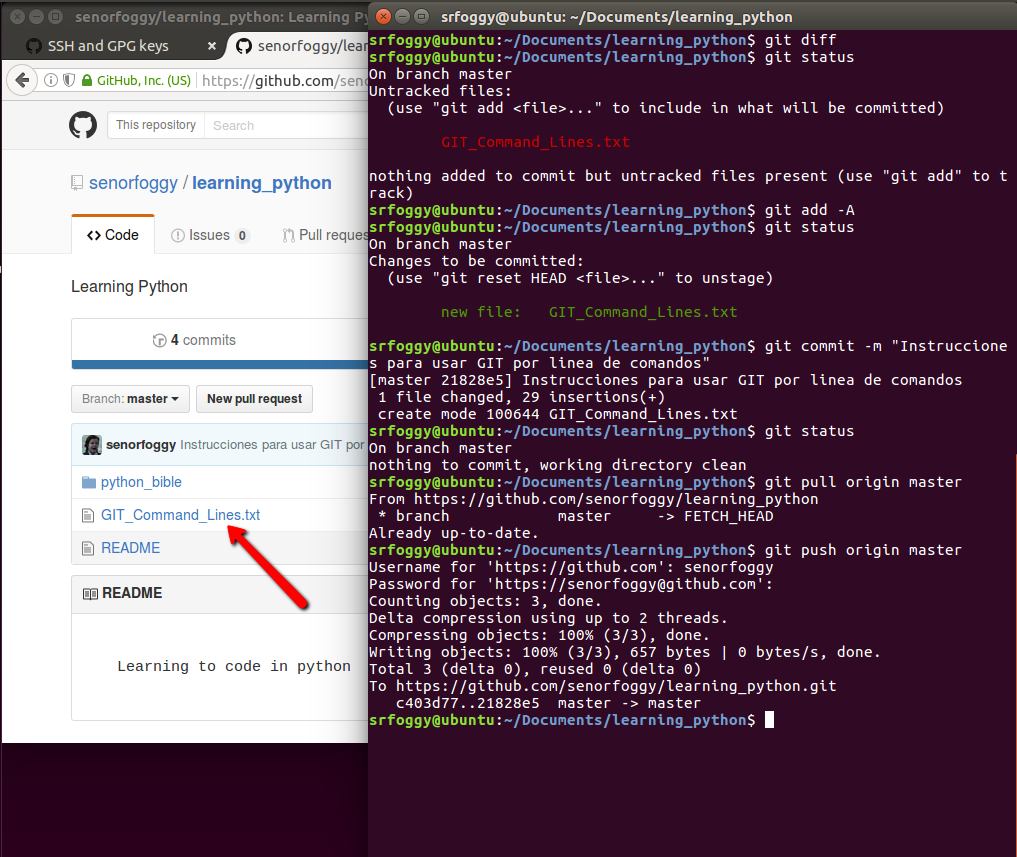 senorfoggy/learning_python: Learning Py
SSH and GPG keys
senorfoggy/lear
GitHub, Inc. (US)
https://github.com/seno
This repository
Search
senorfoggy / learning_python
Code
Issues 0
Pull reques
Learning Python
4 commits
Branch: master
New pull request
senorfoggy Instrucciones para usar GIT por
python_bible
GIT_Command_Lines.txt
README
README
Learning to code in python
srfoggy@ubuntu: ~/Documents/learning_python
srfoggy@ubuntu:~/Documents/learning_python$ git diff
srfoggy@ubuntu:~/Documents/learning_python$ git status
On branch master
Untracked files:
  (use "git add <file>..." to include in what will be committed)
        GIT_Command_Lines.txt
nothing added to commit but untracked files present (use "git add" to t
rack)
srfoggy@ubuntu:~/Documents/learning_python$ git add -A
srfoggy@ubuntu:~/Documents/learning_python$ git status
On branch master
Changes to be committed:
  (use "git reset HEAD <file>..." to unstage)
        new file:   GIT_Command_Lines.txt
srfoggy@ubuntu:~/Documents/learning_python$ git commit -m "Instruccione
s para usar GIT por linea de comandos"
[master 21828e5] Instrucciones para usar GIT por linea de comandos
 1 file changed, 29 insertions(+)
 create mode 100644 GIT_Command_Lines.txt
srfoggy@ubuntu:~/Documents/learning_python$ git status
On branch master
nothing to commit, working directory clean
srfoggy@ubuntu:~/Documents/learning_python$ git pull origin master
From https://github.com/senorfoggy/learning_python
 * branch            master     -> FETCH_HEAD
Already up-to-date.
srfoggy@ubuntu:~/Documents/learning_python$ git push origin master
Username for 'https://github.com': senorfoggy
Password for 'https://senorfoggy@github.com':
Counting objects: 3, done.
Delta compression using up to 2 threads.
Compressing objects: 100% (3/3), done.
Writing objects: 100% (3/3), 657 bytes | 0 bytes/s, done.
Total 3 (delta 0), reused 0 (delta 0)
To https://github.com/senorfoggy/learning_python.git
   c403d77..21828e5  master -> master
srfoggy@ubuntu:~/Documents/learning_python$